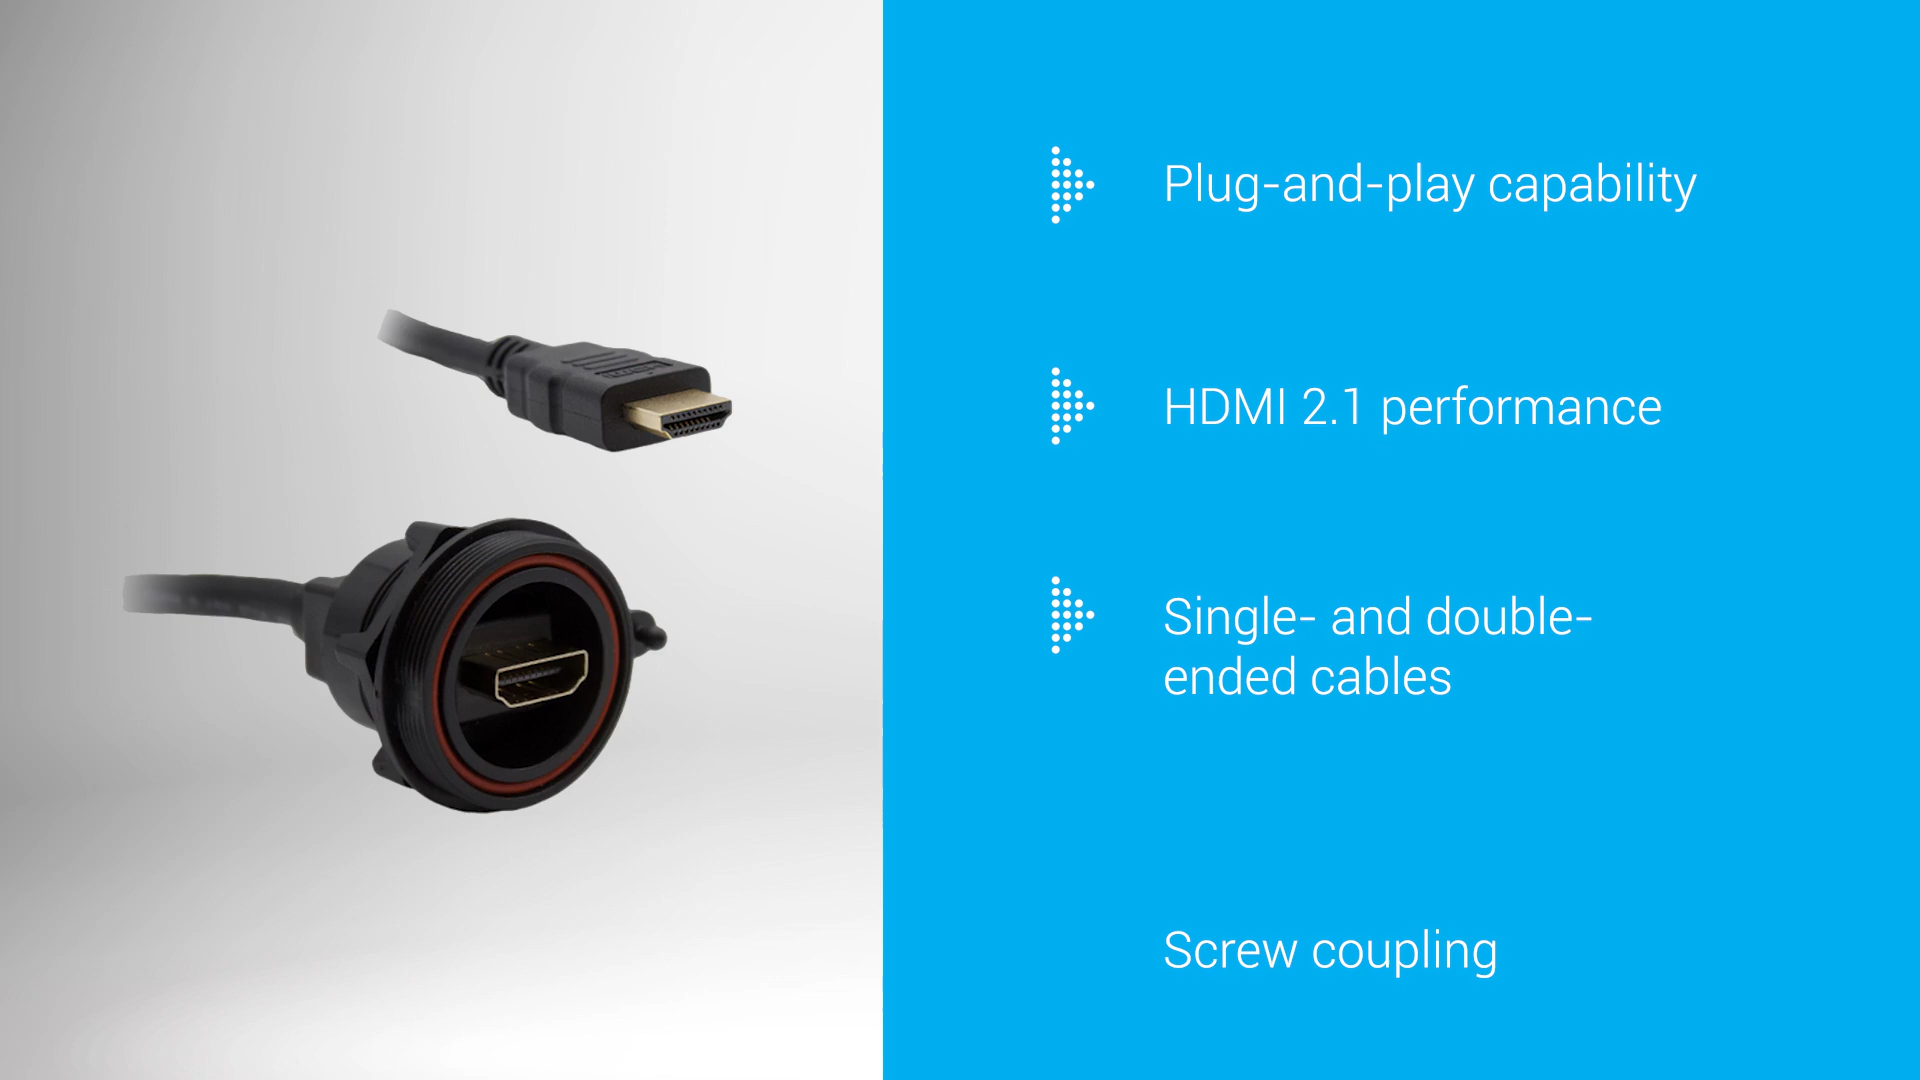 Plug-and-play capability
HDMI 2.1 performance
Single- and double-
ended cables
Screw coupling